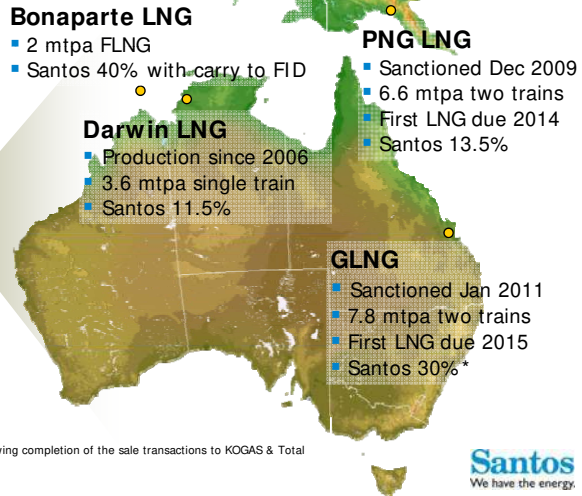 Bonaparte LNG
2 mtpa FLNG
Santos 40% with carry to FID
PNG LNG
Sanctioned Dec 2009
6.6 mtpa two trains
First LNG due 2014
Santos 13.5%
Darwin LNG
Production since 2006
3.6 mtpa single train
Santos 11.5%
GLNG
Sanctioned Jan 2011
7.8 mtpa two trains
First LNG due 2015
Santos 30%*
wing completion of the sale transactions to KOGAS & Total
Santos
We have the energy.